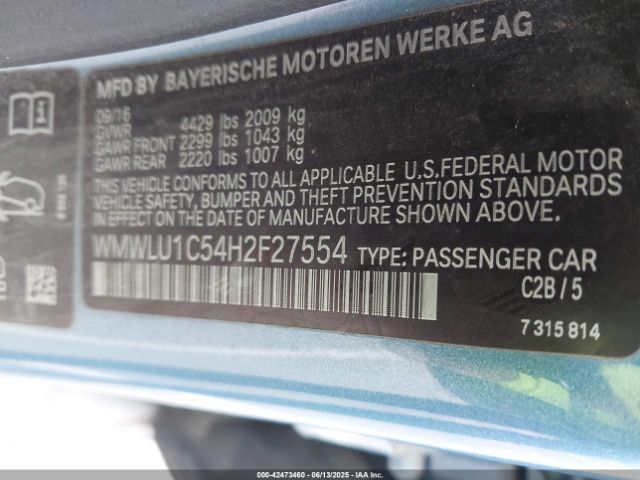 MFD BY BAYERISCHE MOTOREN WERKE AG
09/16
GVWR 4429 lbs 2009 kg
GAWR FRONT 2299 lbs 1043 kg
GAWR REAR 2220 lbs 1007 kg
THIS VEHICLE CONFORMS TO ALL APPLICABLE U.S.FEDERAL MOTOR
VEHICLE SAFETY, BUMPER AND THEFT PREVENTION STANDARDS
IN EFFECT ON THE DATE OF MANUFACTURE SHOWN ABOVE.
WMWLU1C54H2F27554 TYPE: PASSENGER CAR
C2B / 5
7 315 814
000-42473460 - 06/13/2025 - IAAI.COM